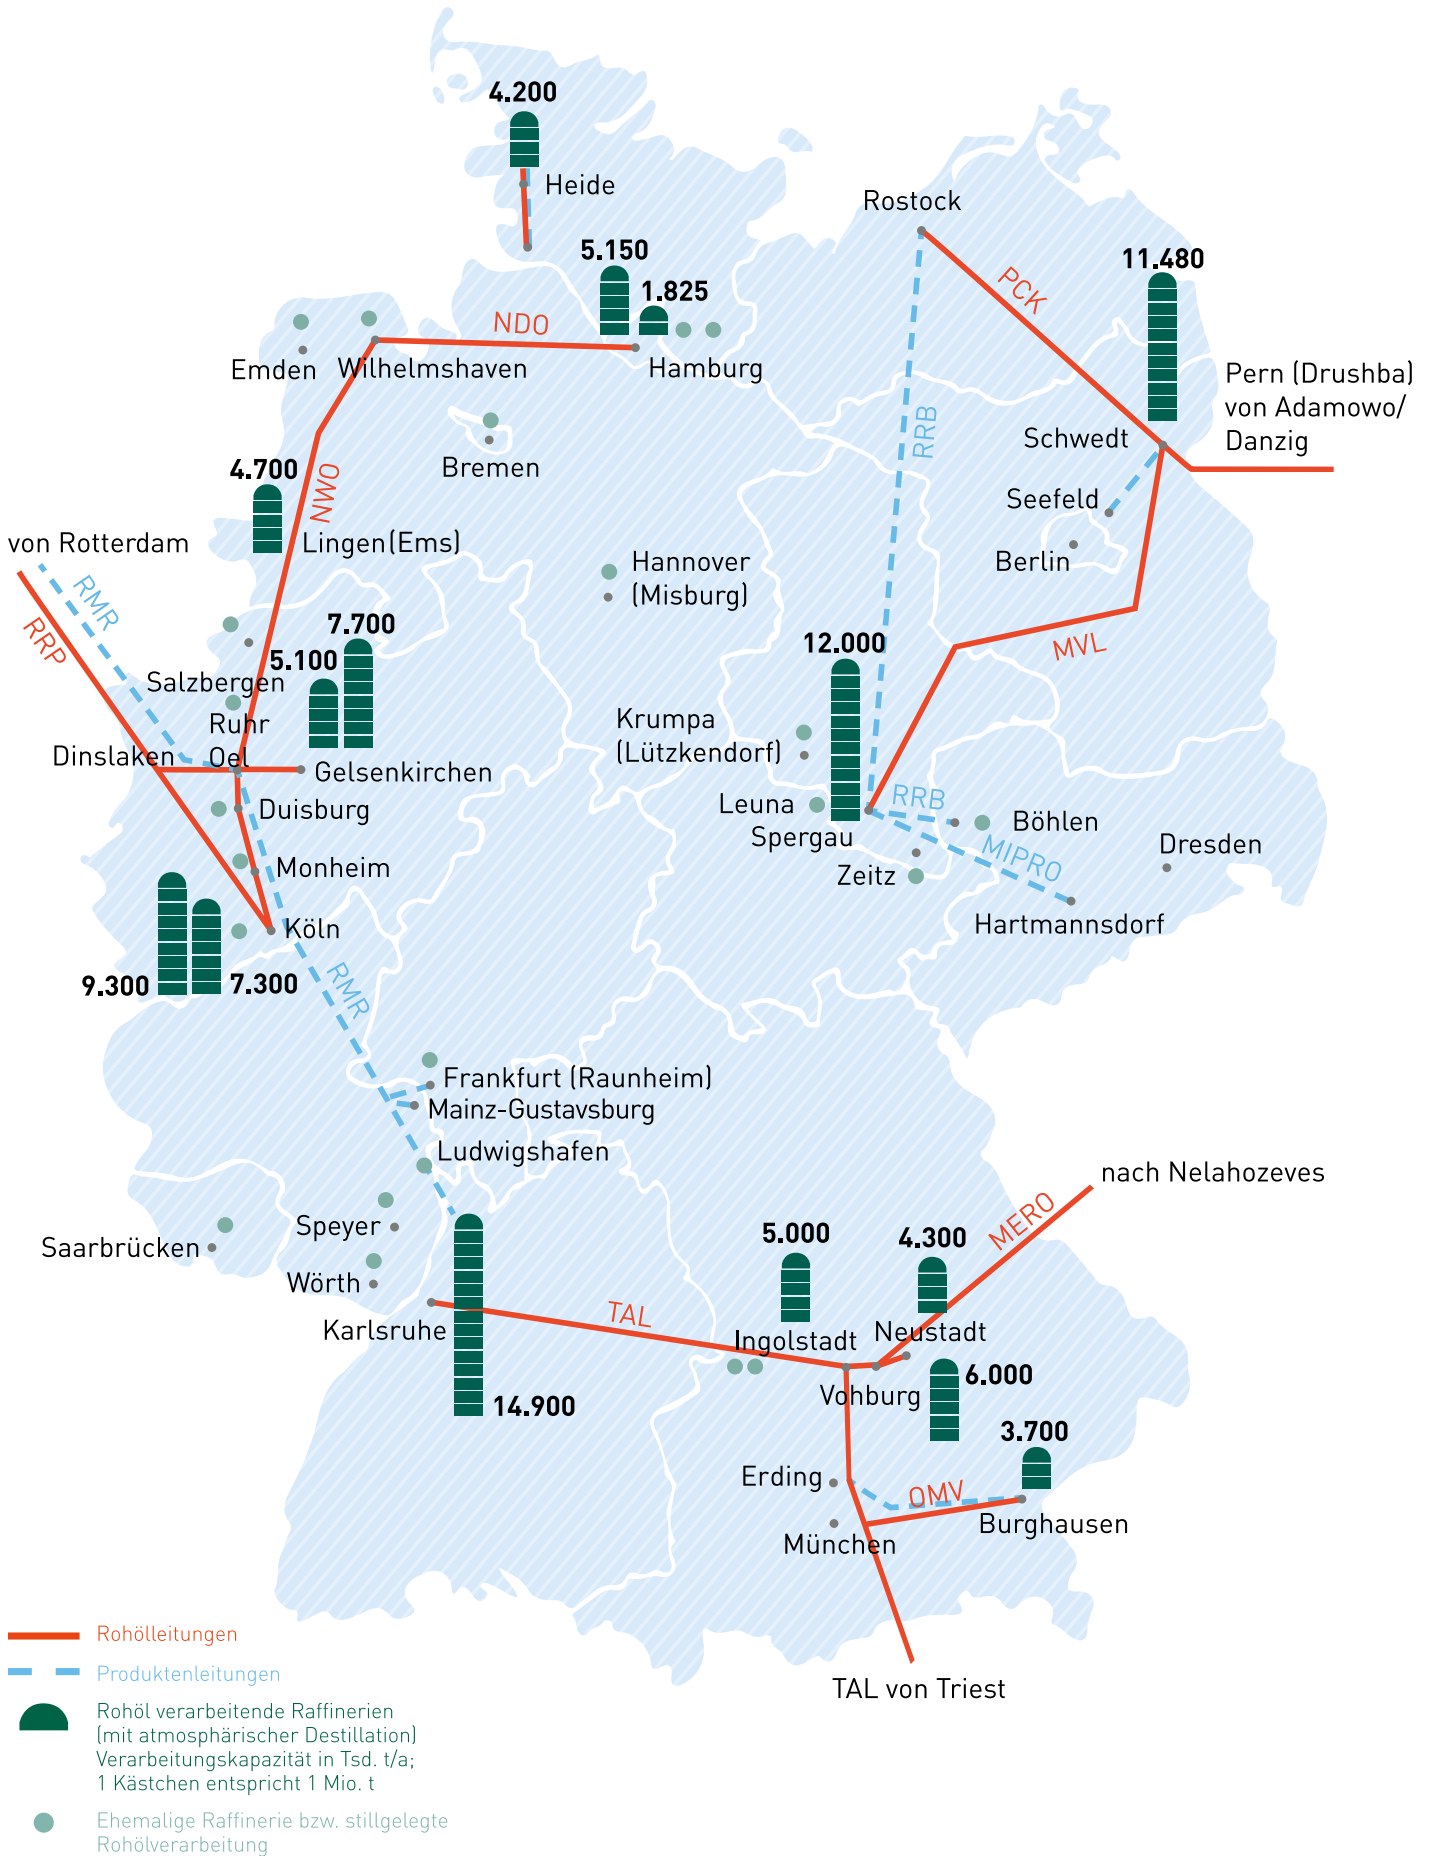 4.200
Heide
Rostock
5.150
1.825
11.480
PCK
NDO
Emden
Wilhelmshaven
Hamburg
Pern (Drushba)
von Adamowo/
Danzig
RRB
Schwedt
Bremen
4.700
NWO
Seefeld
von Rotterdam
Lingen(Ems)
Hannover
(Misburg)
Berlin
RMR
RRP
7.700
5.100
12.000
MVL
Salzbergen
Ruhr
Oel
Krumpa
(Lützkendorf)
Dinslaken
Gelsenkirchen
Duisburg
Leuna
Spergau
RRB
Böhlen
MIPRO
Dresden
Monheim
Zeitz
Köln
Hartmannsdorf
9.300
7.300
RMR
Frankfurt (Raunheim)
Mainz-Gustavsburg
Ludwigshafen
nach Nelahozeves
Speyer
Saarbrücken
MERO
5.000
4.300
Wörth
Karlsruhe
TAL
Ingolstadt
Neustadt
Vohburg
6.000
14.900
3.700
Erding
OMV
München
Burghausen
TAL von Triest
Rohölleitungen
Produktenleitungen
Rohöl verarbeitende Raffinerien
(mit atmosphärischer Destillation)
Verarbeitungskapazität in Tsd. t/a;
1 Kästchen entspricht 1 Mio. t
Ehemalige Raffinerie bzw. stillgelegte
Rohölverarbeitung